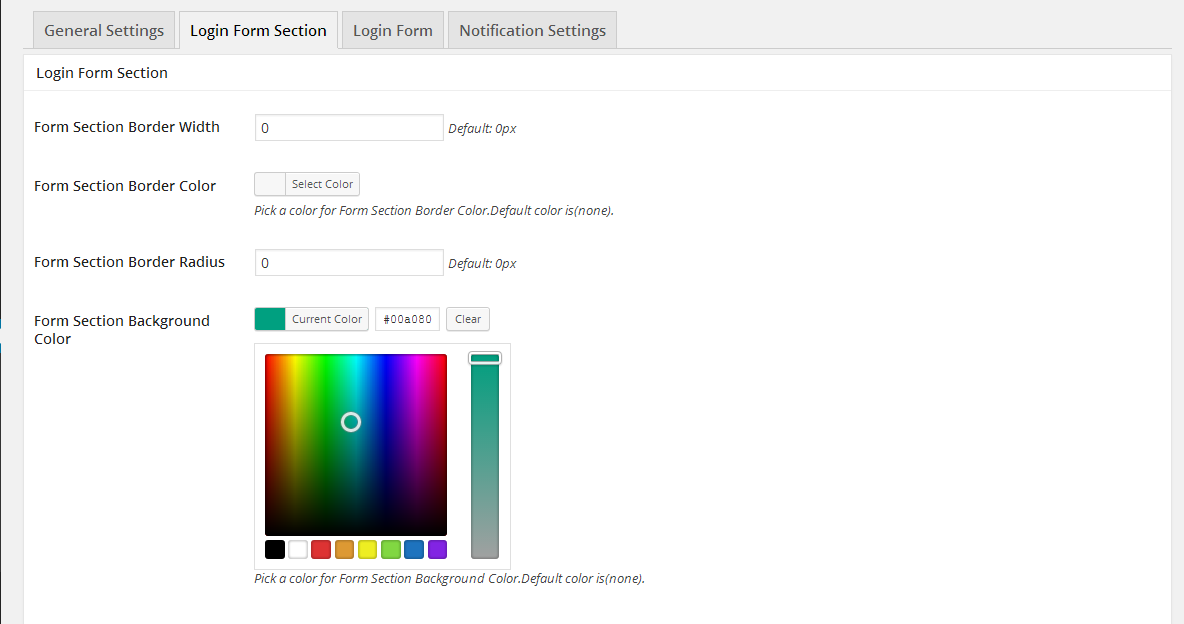 General Settings
Login Form Section
Login Form
Notification Settings
Login Form Section
Form Section Border Width
0
Default: 0px
Form Section Border Color
Select Color
Pick a color for Form Section Border Color.Default color is(none).
Form Section Border Radius
0
Default: 0px
Form Section Background
Color
Current Color
#00a080
Clear
Pick a color for Form Section Background Color.Default color is(none).